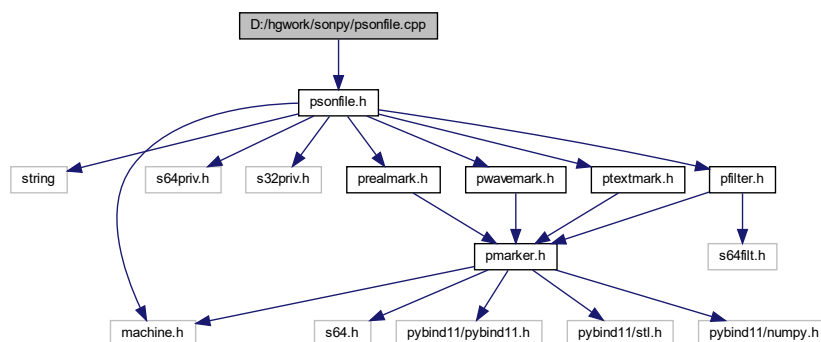 D:/hgwork/sonpy/psonfile.cpp
psonfile.h
string
s64priv.h
s32priv.h
prealmark.h
pwavemark.h
ptextmark.h
pfilter.h
pmarker.h
s64filt.h
machine.h
s64.h
pybind11/pybind11.h
pybind11/stl.h
pybind11/numpy.h